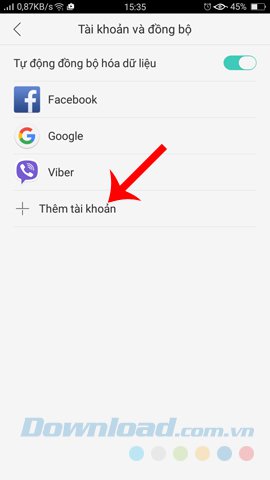 0,87KB/s 15:35 45%
Tài khoản và đồng bộ
Tự động đồng bộ hóa dữ liệu
Facebook
Google
Viber
Thêm tài khoản
Download.com.vn